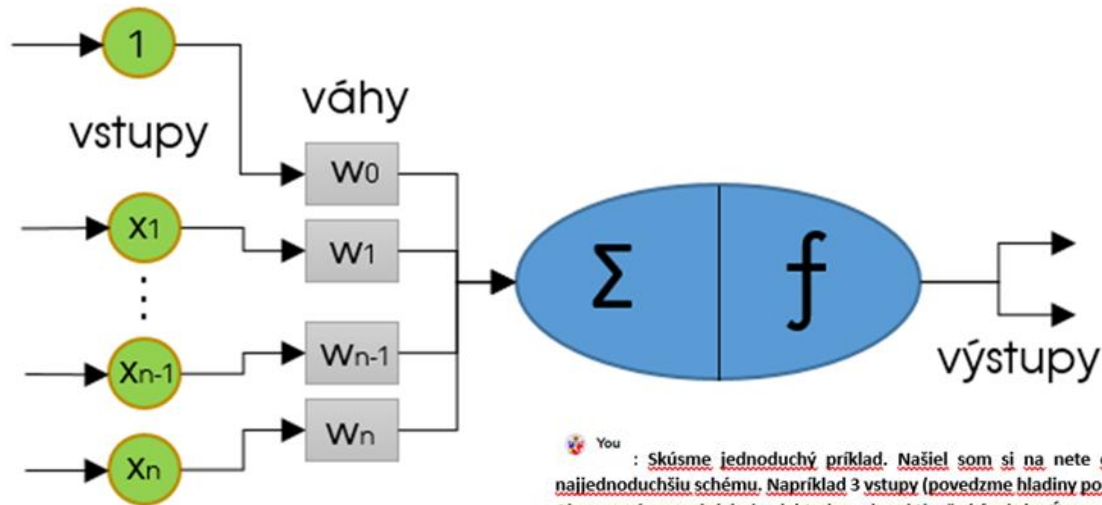 1
váhy
vstupy
W0
X1
W1
Σ
ƒ
Xn-1
Wn-1
výstupy
Xn
Wn
You
: Skúsme jednoduchý príklad. Našiel som si na nete
najjednoduchšiu schému. Napríklad 3 vstupy (povedzme hladiny